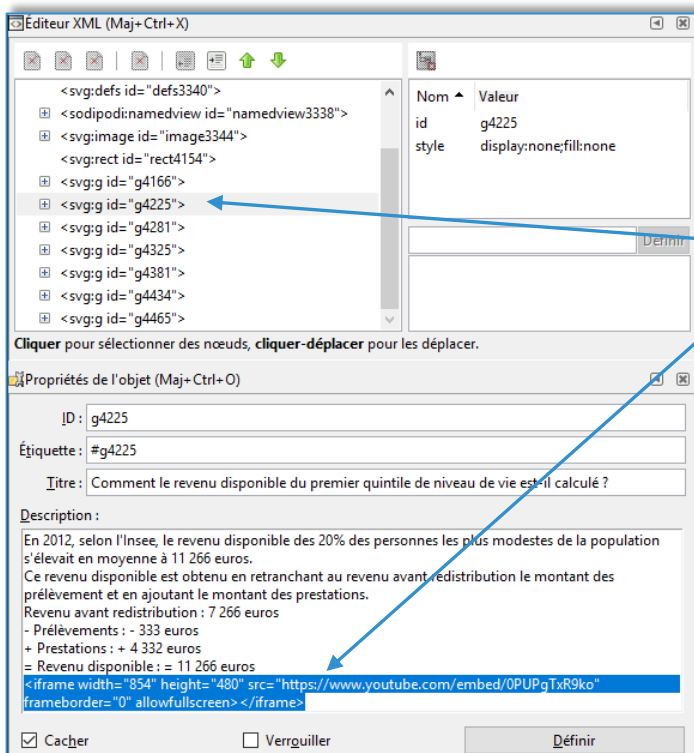 Éditeur XML (Maj+Ctrl+X)
<svg:defs id="defs3340">
<sodipodi:namedview id="namedview3338">
<svg:image id="image3344">
<svg:rect id="rect4154">
<svg:g id="g4166">
<svg:g id="g4225">
<svg:g id="g4281">
<svg:g id="g4325">
<svg:g id="g4381">
<svg:g id="g4434">
<svg:g id="g4465">
Nom Valeur
id g4225
style display:none;fill:none
Définir
Cliquer pour sélectionner des nœuds, cliquer-déplacer pour les déplacer.
Propriétés de l'objet (Maj+Ctrl+O)
ID : g4225
Étiquette : #g4225
Titre : Comment le revenu disponible du premier quintile de niveau de vie est-il calculé ?
Description :
En 2012, selon l'Insee, le revenu disponible des 20% des personnes les plus modestes de la population
s'élevait en moyenne à 11 266 euros.
Ce revenu disponible est obtenu en retranchant au revenu avant redistribution le montant des
prélèvement et en ajoutant le montant des prestations.
Revenu avant redistribution : 7 266 euros
- Prélèvements : - 333 euros
+ Prestations : + 4 332 euros
= Revenu disponible : = 11 266 euros
<iframe width="854" height="480" src="https://www.youtube.com/embed/0PUPgTxR9ko"
frameborder="0" allowfullscreen></iframe>
Cacher Verrouiller Définir